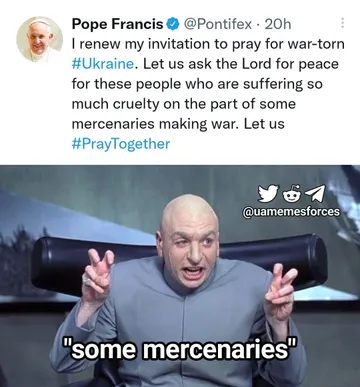 Pope Francis @Pontifex · 20h
I renew my invitation to pray for war-torn
#Ukraine. Let us ask the Lord for peace
for these people who are suffering so
much cruelty on the part of some
mercenaries making war. Let us
#PrayTogether
@uamemesforces
"some mercenaries"